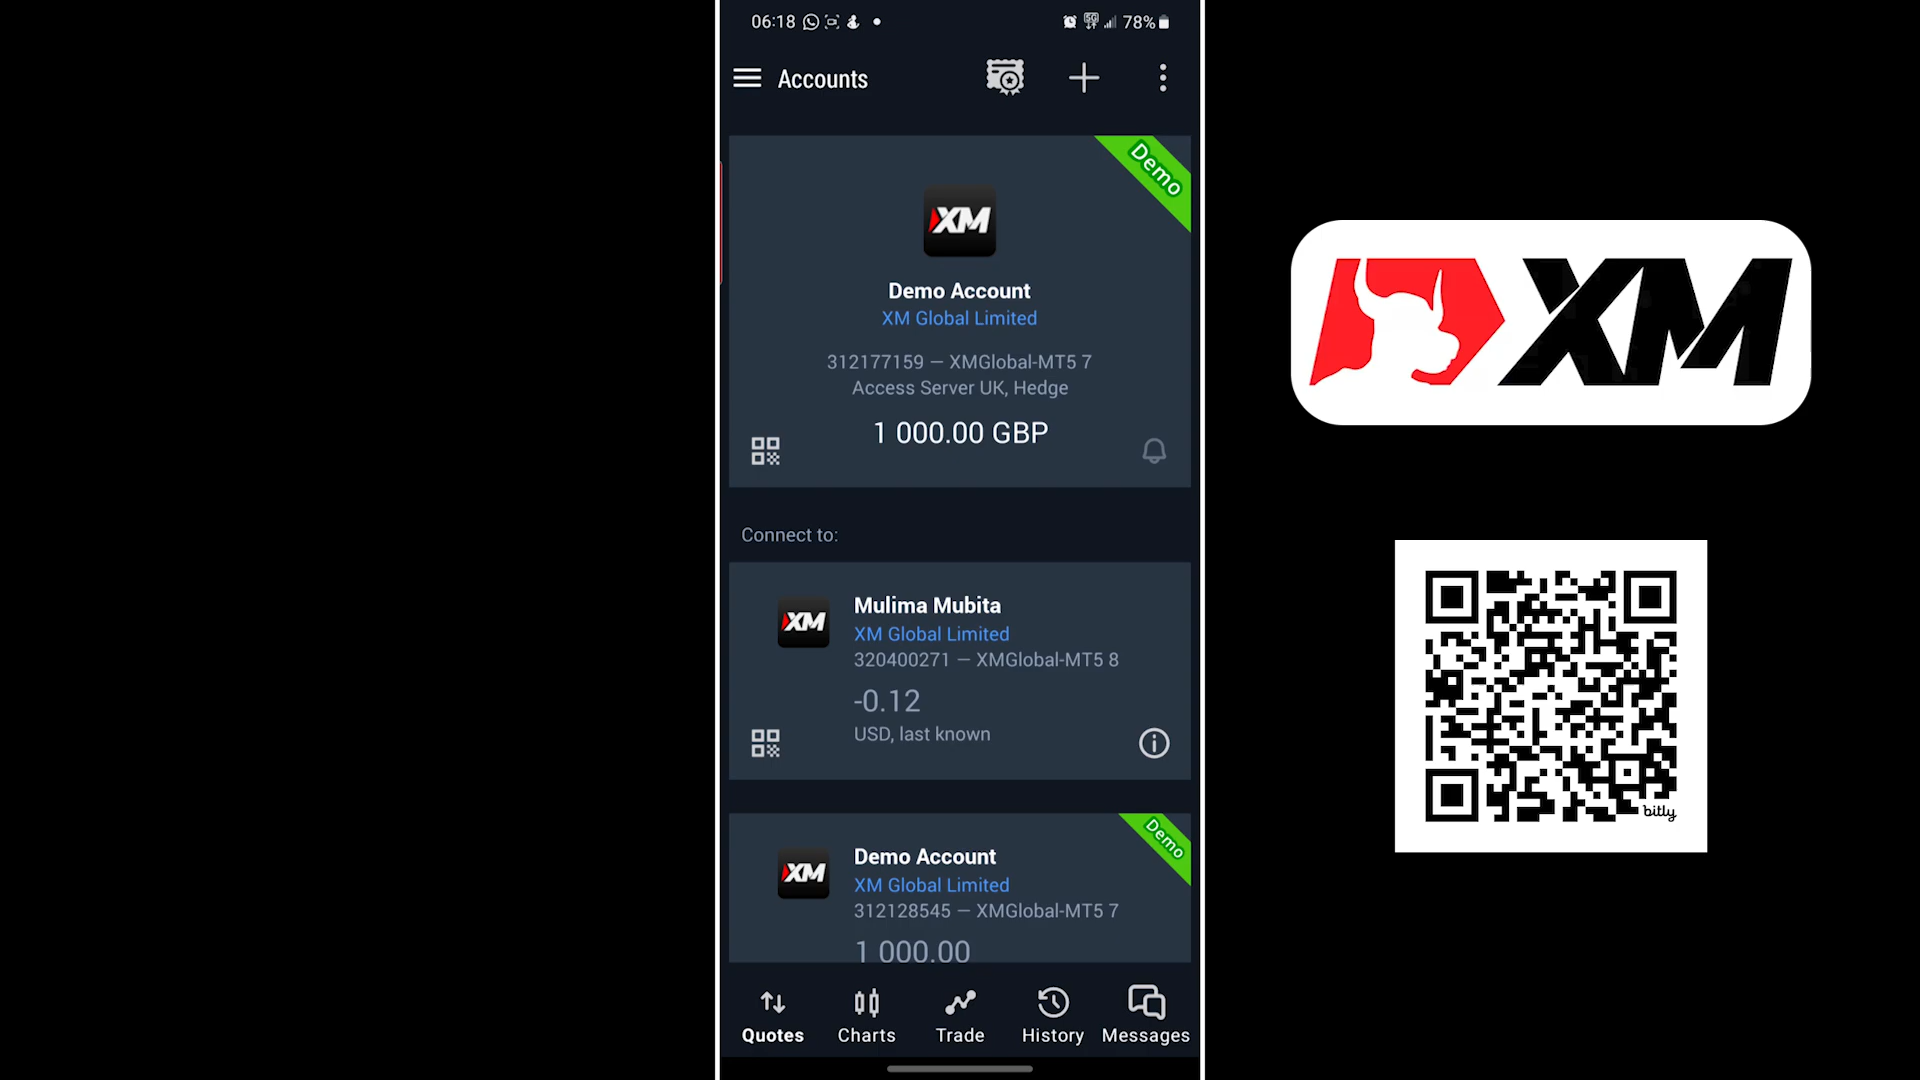 06:18
5G
78%
Accounts
Demo
XM
Demo Account
XM Global Limited
312177159 — XMGlobal-MT5 7
Access Server UK, Hedge
1 000.00 GBP
Connect to:
XM
Mulima Mubita
XM Global Limited
320400271 — XMGlobal-MT5 8
-0.12
USD, last known
Demo
XM
Demo Account
XM Global Limited
312128545 — XMGlobal-MT5 7
1 000.00
Quotes
Charts
Trade
History
Messages
XM
bitly